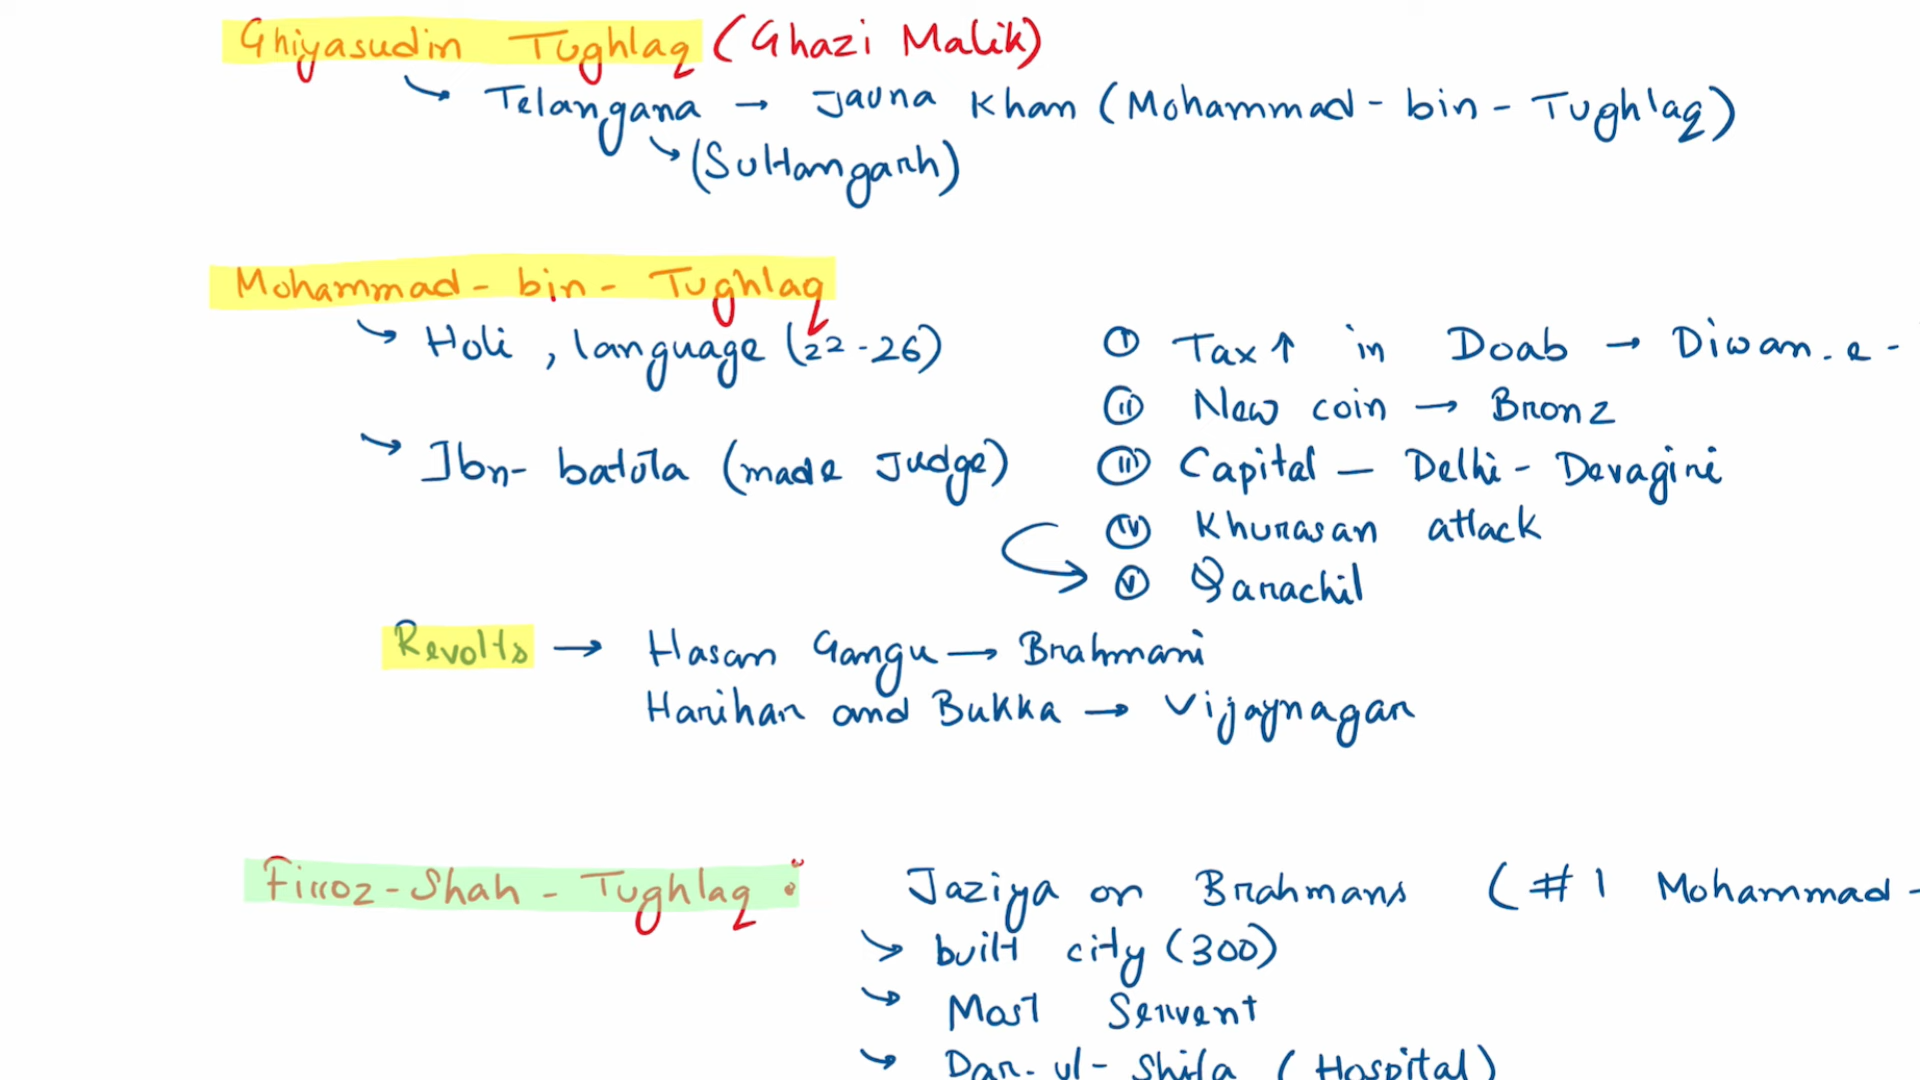 Ghiyasudin Tughlaq (Ghazi Malik)
Telangana → Jauna Khan (Mohammad-bin-Tughlaq)
(Sultangarh)
Mohammad-bin-Tughlaq
Holi, language (22-26)
Ibn-batuta (made Judge)
① Tax ↑ in Doab → Diwan-e-
(ii) New coin → Bronz
(iii) Capital — Delhi - Devagiri
(iv) Khurasan attack
(v) Qarachil
Revolts → Hasan Gangu → Brahmani
Harihar and Bukka → Vijaynagar
Firoz-Shah-Tughlaq : Jaziya on Brahmans (#1 Mohammad-
built city (300)
Most Servent
Dar-ul-Shifa (Hospital)